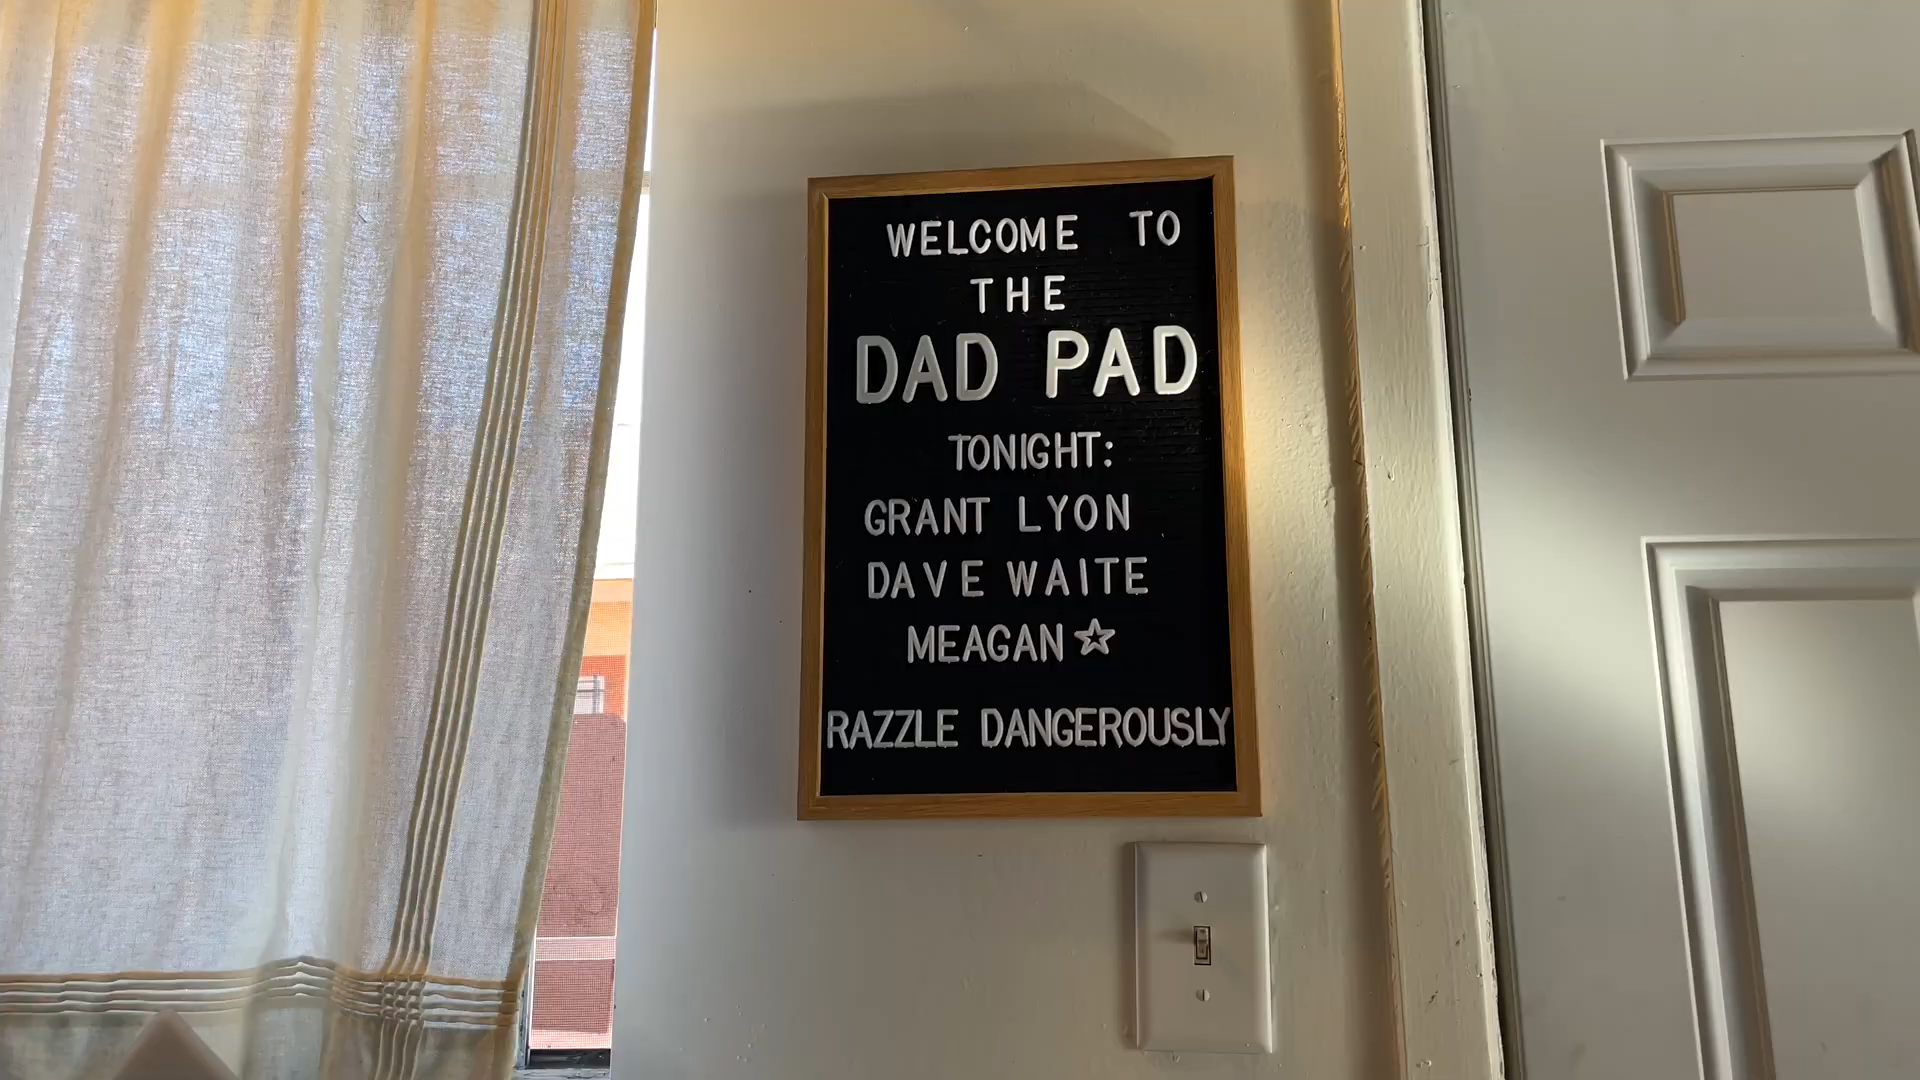 WELCOME TO
THE
DAD PAD
TONIGHT:
GRANT LYON
DAVE WAITE
MEAGAN ☆
RAZZLE DANGEROUSLY